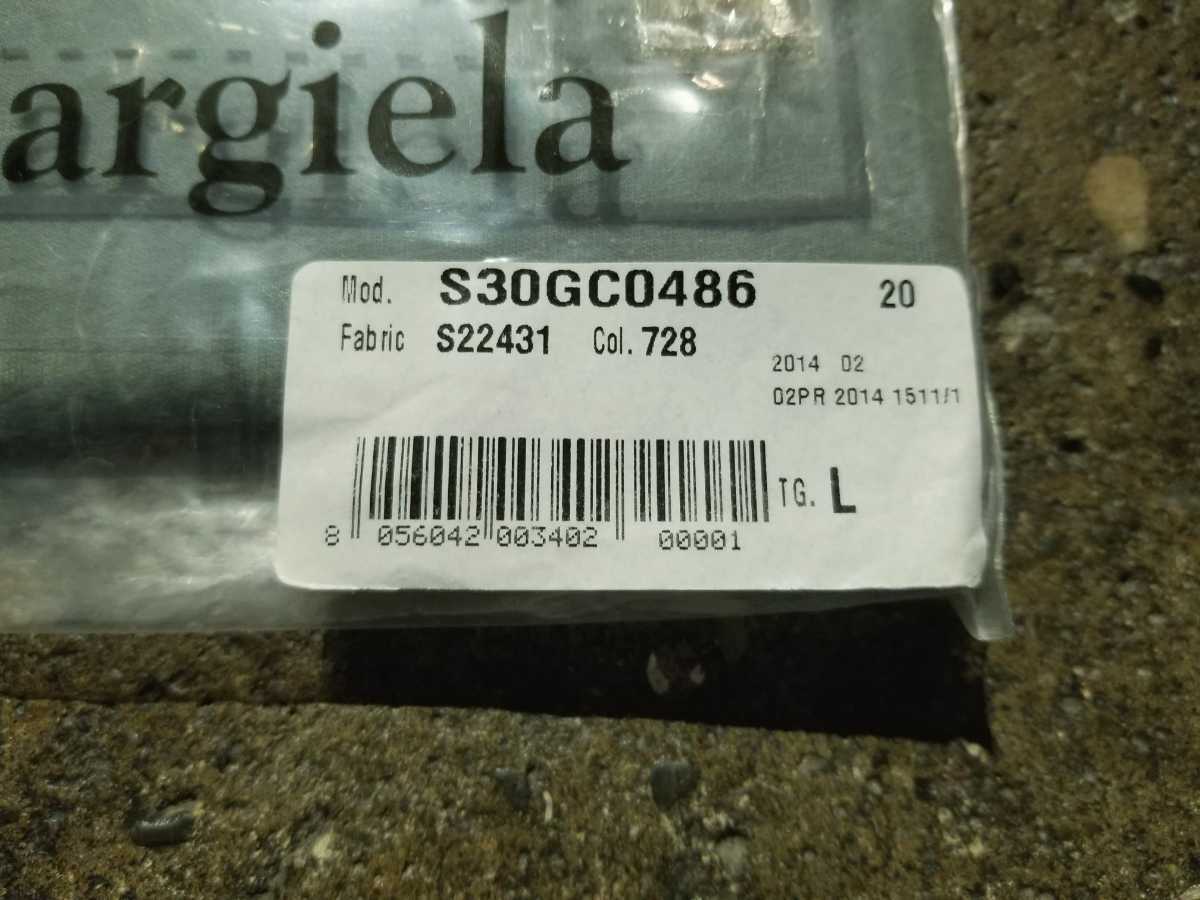 argiela
Mod. S30GC0486 20
Fabric S22431 Col. 728
2014 02
02PR 2014 1511/1
TG. L
8 056042 003402 00001